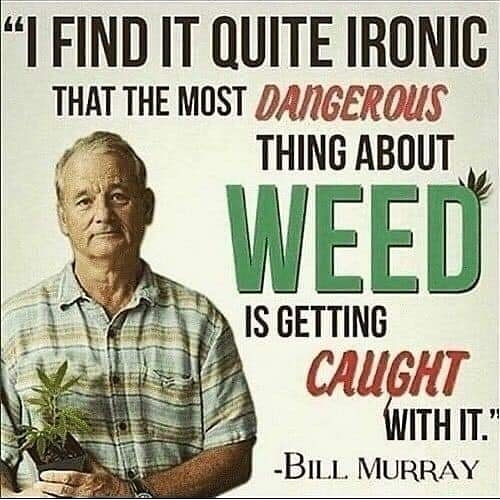 “I FIND IT QUITE IRONIC
THAT THE MOST DANGEROUS
THING ABOUT
WEED
IS GETTING
CAUGHT
WITH IT.”
-BILL MURRAY